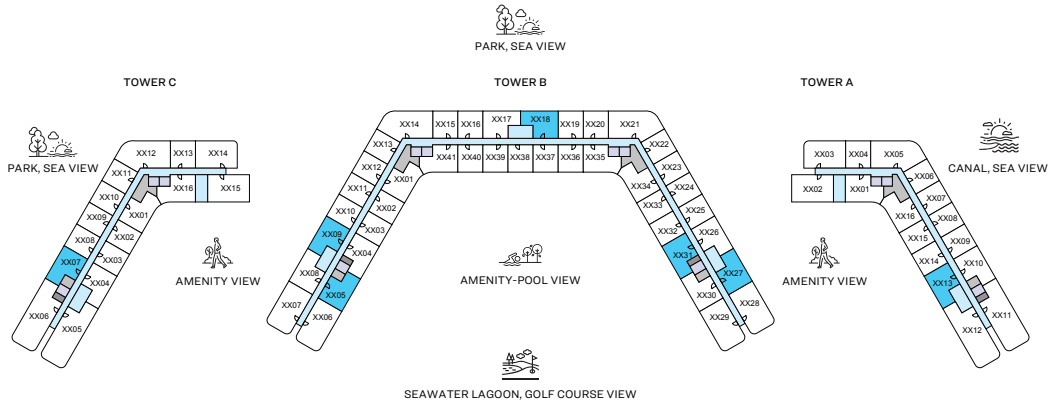 PARK, SEA VIEW
TOWER C
TOWER B
TOWER A
PARK, SEA VIEW
CANAL, SEA VIEW
XX12
XX13
XX14
XX11
XX16
XX15
XX10
XX01
XX09
XX02
XX08
XX03
XX07
XX04
XX06
XX05
AMENITY VIEW
XX14
XX15
XX16
XX17
XX18
XX19
XX20
XX21
XX13
XX41
XX40
XX39
XX38
XX37
XX36
XX35
XX22
XX12
XX01
XX34
XX23
XX11
XX02
XX33
XX24
XX10
XX03
XX32
XX25
XX09
XX04
XX31
XX26
XX08
XX05
XX30
XX27
XX07
XX06
XX29
XX28
AMENITY-POOL VIEW
XX03
XX04
XX05
XX02
XX01
XX06
XX16
XX07
XX15
XX08
XX14
XX09
XX13
XX10
XX12
XX11
AMENITY VIEW
SEAWATER LAGOON, GOLF COURSE VIEW